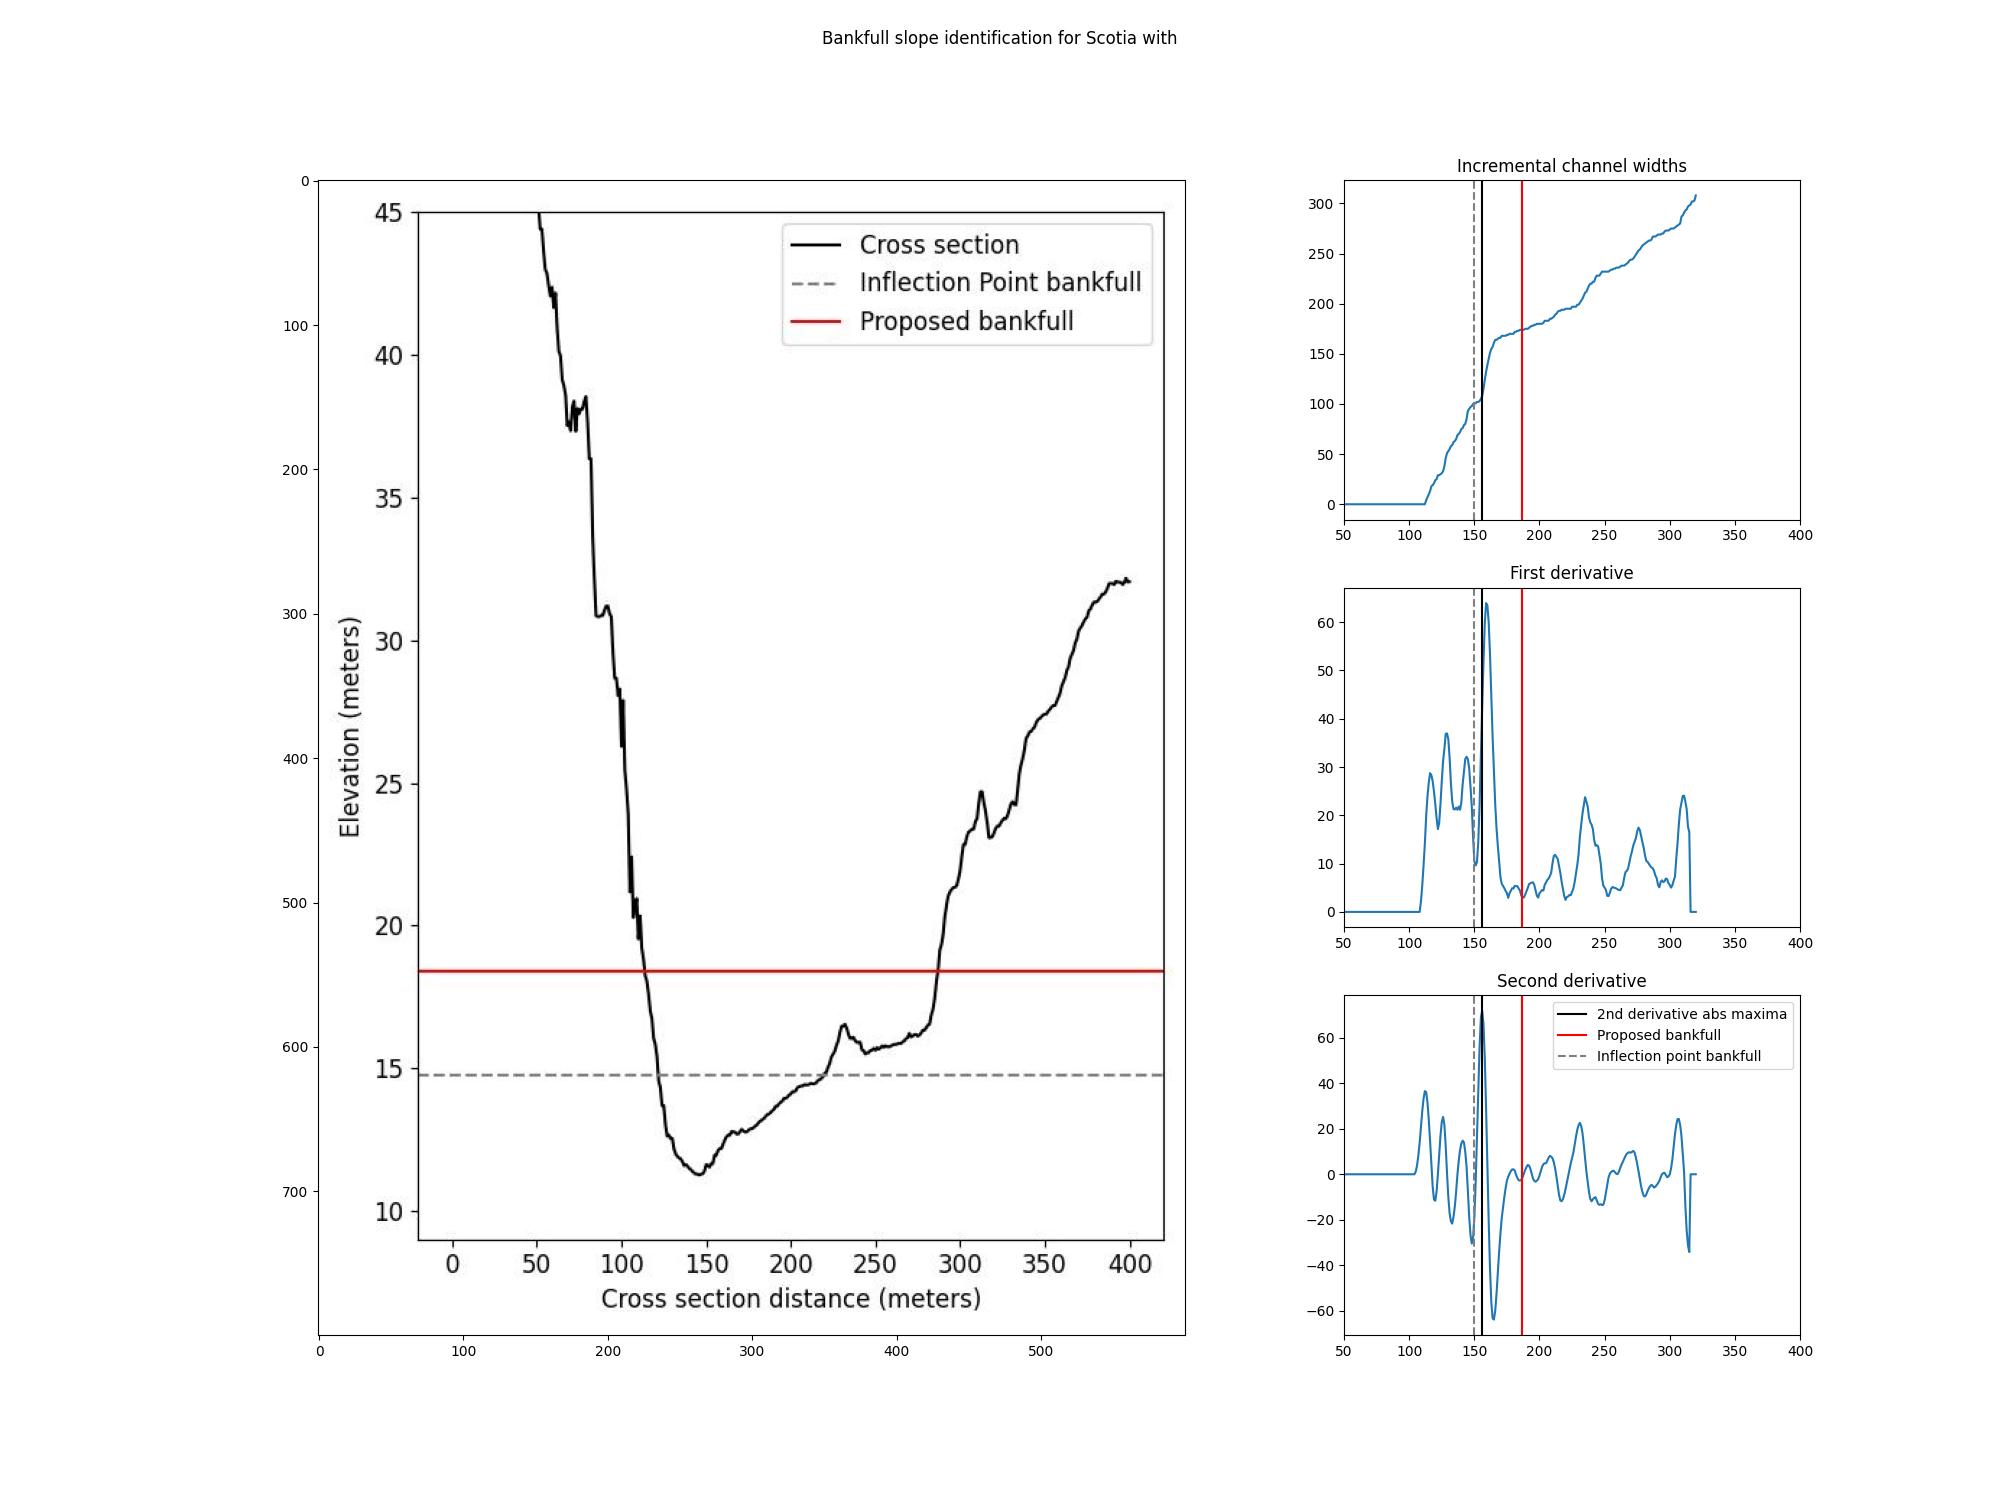 Bankfull slope identification for Scotia with
0
100
200
300
400
500
600
700
0
100
200
300
400
500
Elevation (meters)
45
40
35
30
25
20
15
10
0 50 100 150 200 250 300 350 400
Cross section distance (meters)
Cross section
Inflection Point bankfull
Proposed bankfull
Incremental channel widths
300
250
200
150
100
50
0
50 100 150 200 250 300 350 400
First derivative
60
50
40
30
20
10
0
50 100 150 200 250 300 350 400
Second derivative
60
40
20
0
−20
−40
−60
50 100 150 200 250 300 350 400
2nd derivative abs maxima
Proposed bankfull
Inflection point bankfull